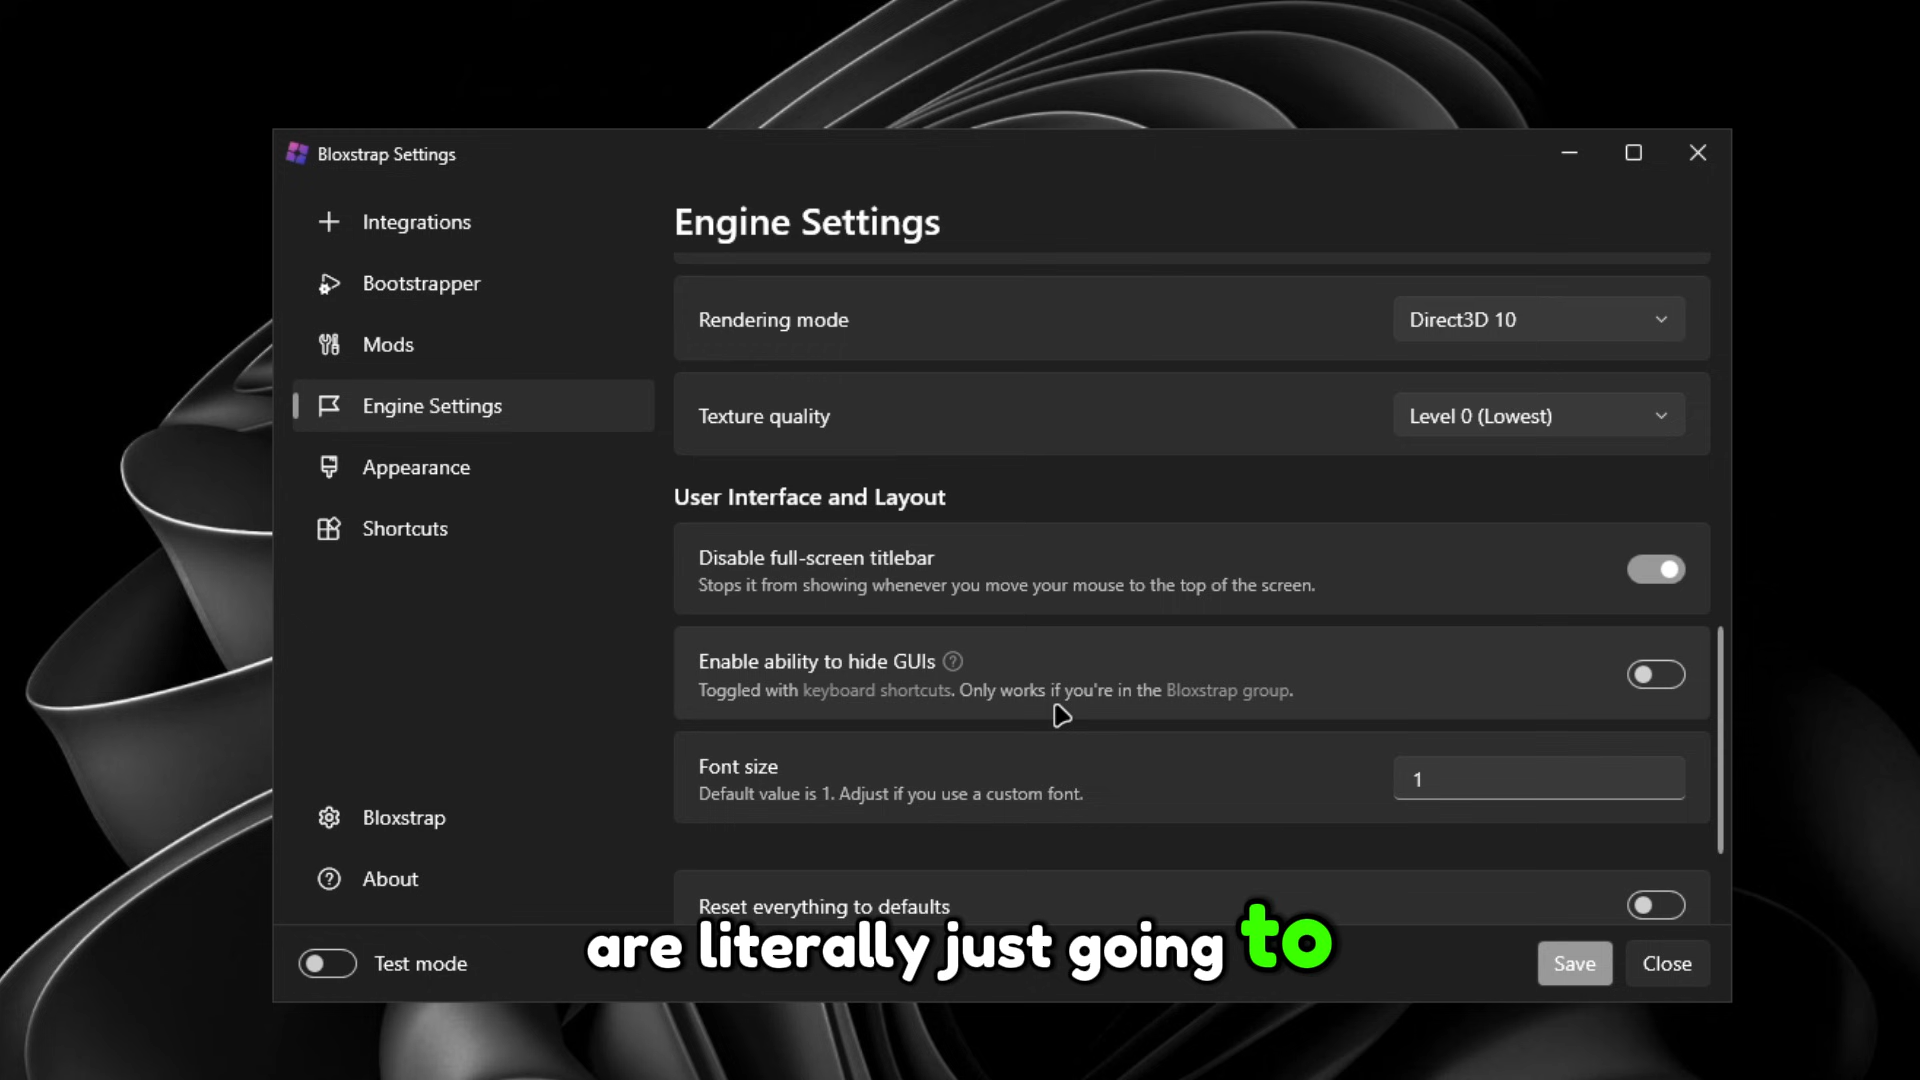 Bloxstrap Settings
Integrations
Bootstrapper
Mods
Engine Settings
Appearance
Shortcuts
Bloxstrap
About
Engine Settings
Rendering mode
Direct3D 10
Texture quality
Level 0 (Lowest)
User Interface and Layout
Disable full-screen titlebar
Stops it from showing whenever you move your mouse to the top of the screen.
Enable ability to hide GUIs
Toggled with keyboard shortcuts. Only works if you're in the Bloxstrap group.
Font size
Default value is 1. Adjust if you use a custom font.
1
Reset everything to defaults
are literally just going to
Test mode
Save
Close